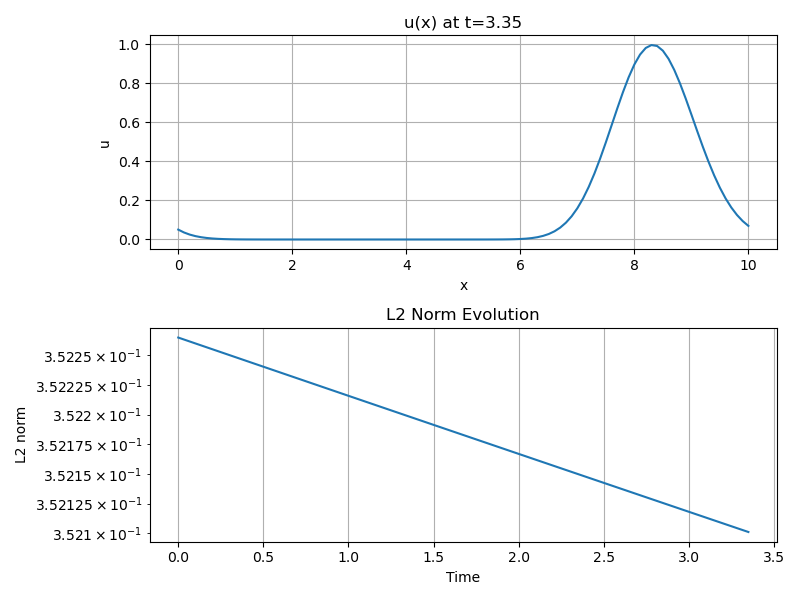 u(x) at t=3.35
1.0
0.8
0.6
0.4
0.2
0.0
u
0 2 4 6 8 10
x
L2 Norm Evolution
3.5225 × 10⁻¹
3.52225 × 10⁻¹
3.522 × 10⁻¹
3.52175 × 10⁻¹
3.5215 × 10⁻¹
3.52125 × 10⁻¹
3.521 × 10⁻¹
L2 norm
0.0 0.5 1.0 1.5 2.0 2.5 3.0 3.5
Time